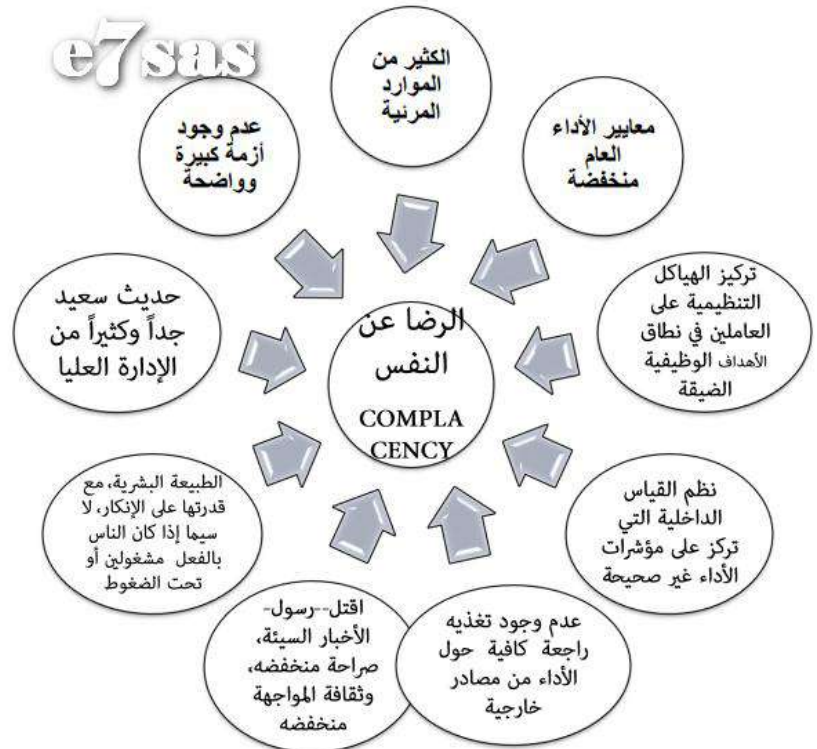 e7sas
الكثير من
الموارد
المرئية
معايير الأداء
العام
منخفضة
تركيز الهياكل
التنظيمية على
العاملين في نطاق
الأهداف الوظيفية
الضيقة
نظم القياس
الداخلية التي
تركز على مؤشرات
الأداء غير صحيحة
عدم وجود تغذيه
راجعة كافية حول
الأداء من مصادر
خارجية
اقتل--رسول-
الأخبار السيئة،
صراحة منخفضه،
وثقافة المواجهة
منخفضه
الطبيعة البشرية، مع
قدرتها على الإنكار، لا
سيما إذا كان الناس
بالفعل مشغولين أو
تحت الضغوط
حديث سعيد
جداً وكثيراً من
الإدارة العليا
عدم وجود
أزمة كبيرة
وواضحة
الرضا عن
النفس
COMPLA
CENCY